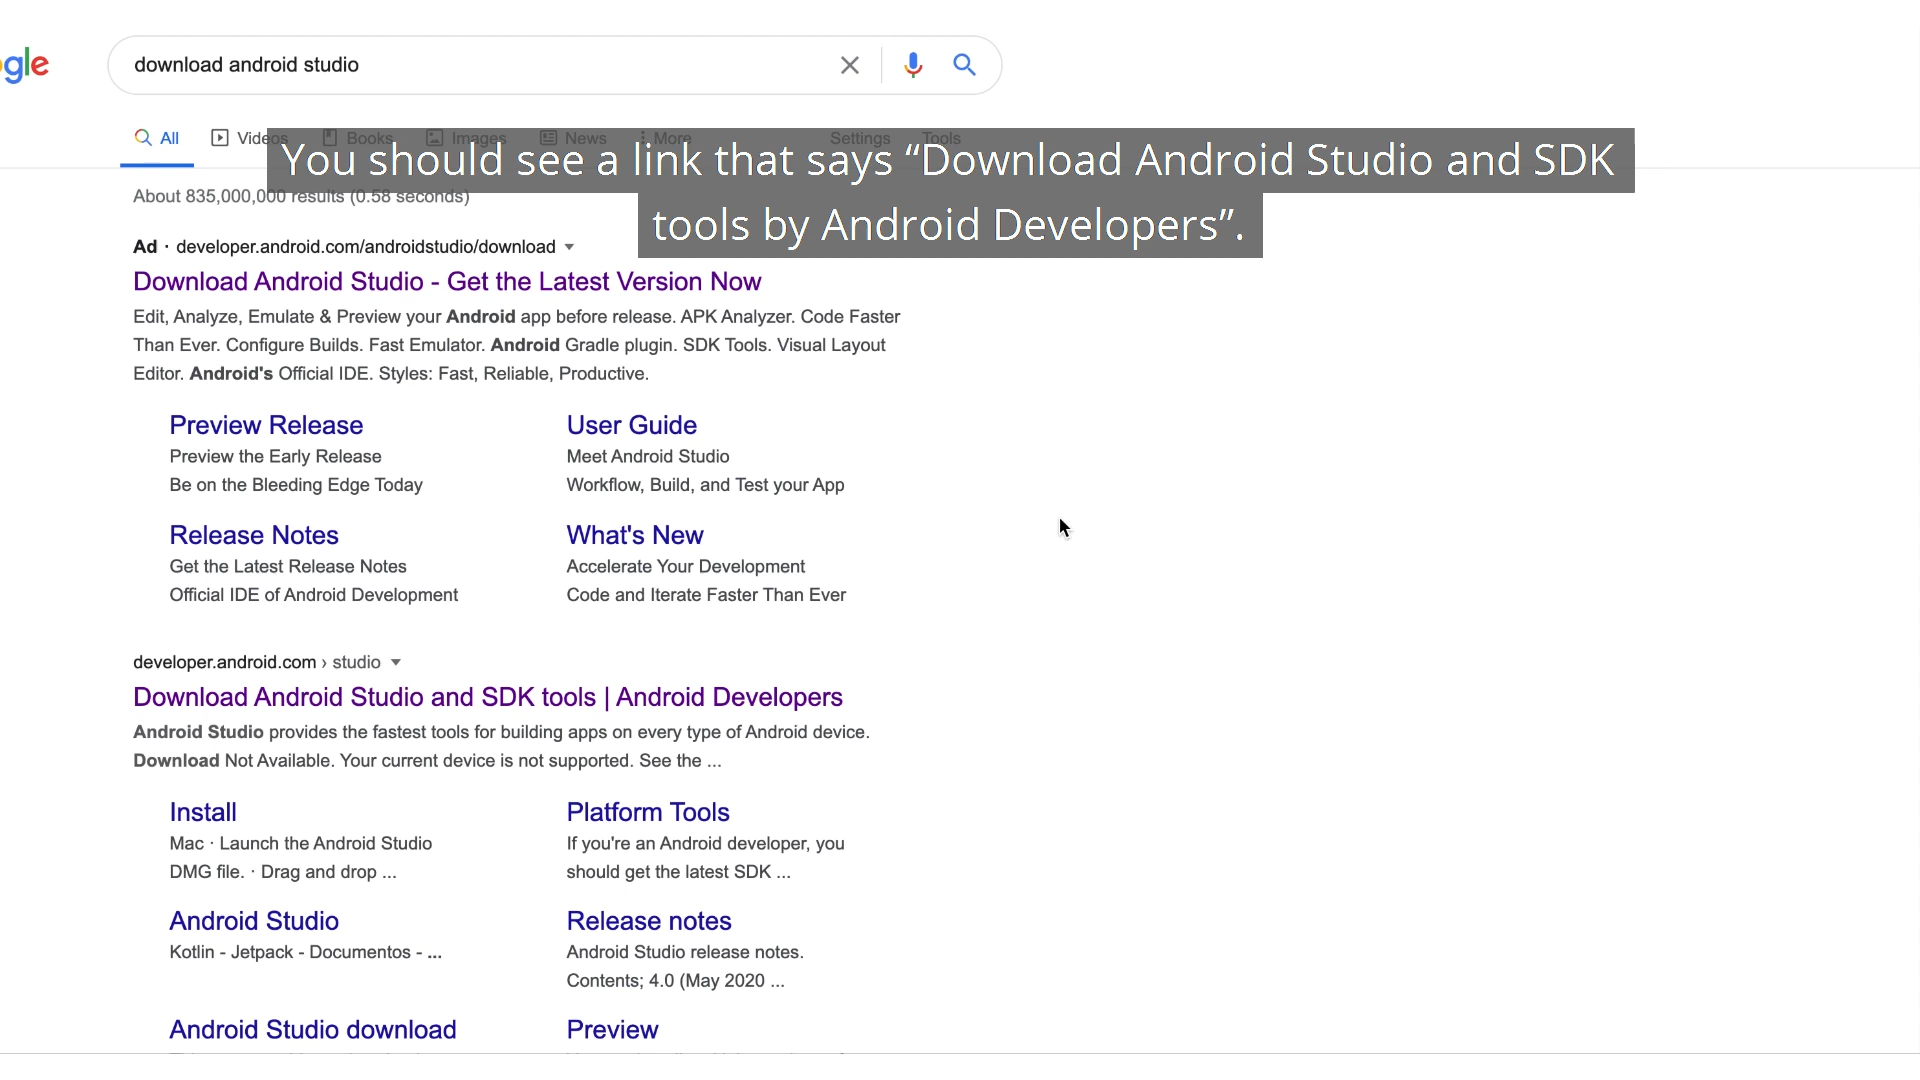 gle
download android studio
All Videos Books Images News More Settings Tools
You should see a link that says “Download Android Studio and SDK
tools by Android Developers”.
About 835,000,000 results (0.58 seconds)
Ad · developer.android.com/androidstudio/download
Download Android Studio - Get the Latest Version Now
Edit, Analyze, Emulate & Preview your Android app before release. APK Analyzer. Code Faster
Than Ever. Configure Builds. Fast Emulator. Android Gradle plugin. SDK Tools. Visual Layout
Editor. Android's Official IDE. Styles: Fast, Reliable, Productive.
Preview Release
Preview the Early Release
Be on the Bleeding Edge Today
User Guide
Meet Android Studio
Workflow, Build, and Test your App
Release Notes
Get the Latest Release Notes
Official IDE of Android Development
What's New
Accelerate Your Development
Code and Iterate Faster Than Ever
developer.android.com › studio
Download Android Studio and SDK tools | Android Developers
Android Studio provides the fastest tools for building apps on every type of Android device.
Download Not Available. Your current device is not supported. See the ...
Install
Mac · Launch the Android Studio
DMG file. · Drag and drop ...
Platform Tools
If you're an Android developer, you
should get the latest SDK ...
Android Studio
Kotlin - Jetpack - Documentos - ...
Release notes
Android Studio release notes.
Contents; 4.0 (May 2020 ...
Android Studio download
Preview